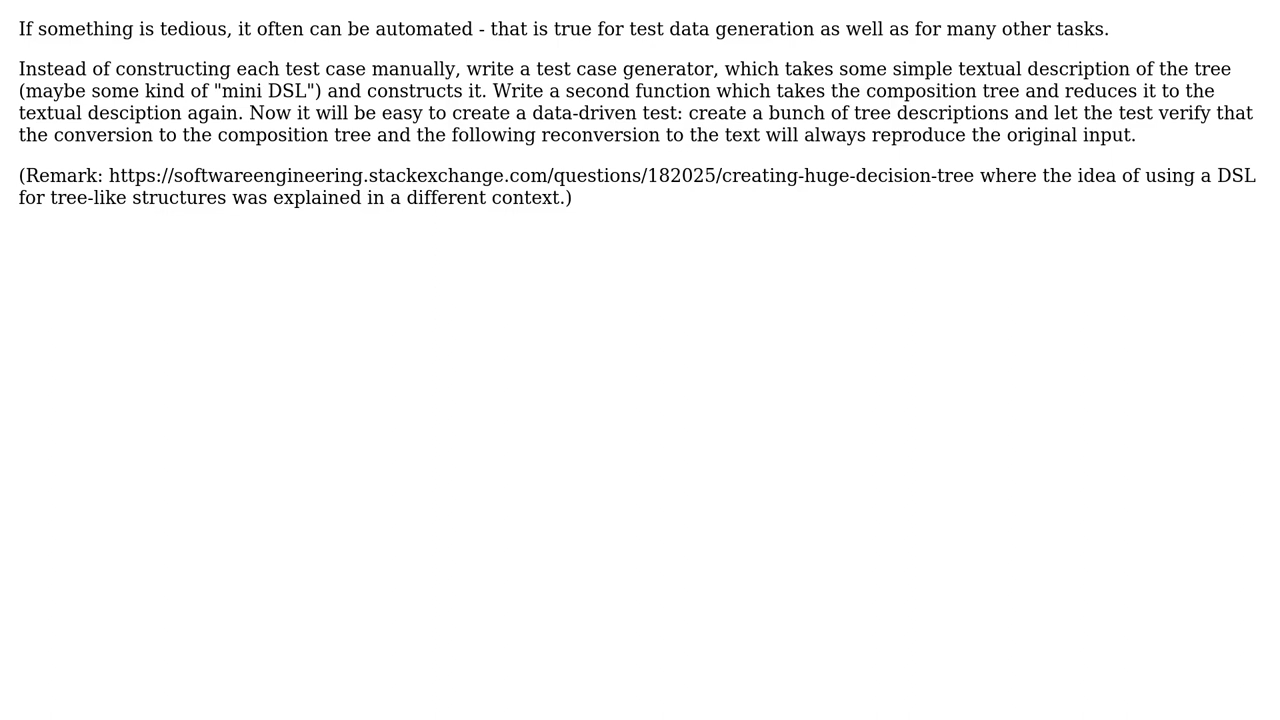 If something is tedious, it often can be automated - that is true for test data generation as well as for many other tasks.
Instead of constructing each test case manually, write a test case generator, which takes some simple textual description of the tree
(maybe some kind of "mini DSL") and constructs it. Write a second function which takes the composition tree and reduces it to the
textual desciption again. Now it will be easy to create a data-driven test: create a bunch of tree descriptions and let the test verify that
the conversion to the composition tree and the following reconversion to the text will always reproduce the original input.
(Remark: https://softwareengineering.stackexchange.com/questions/182025/creating-huge-decision-tree where the idea of using a DSL
for tree-like structures was explained in a different context.)